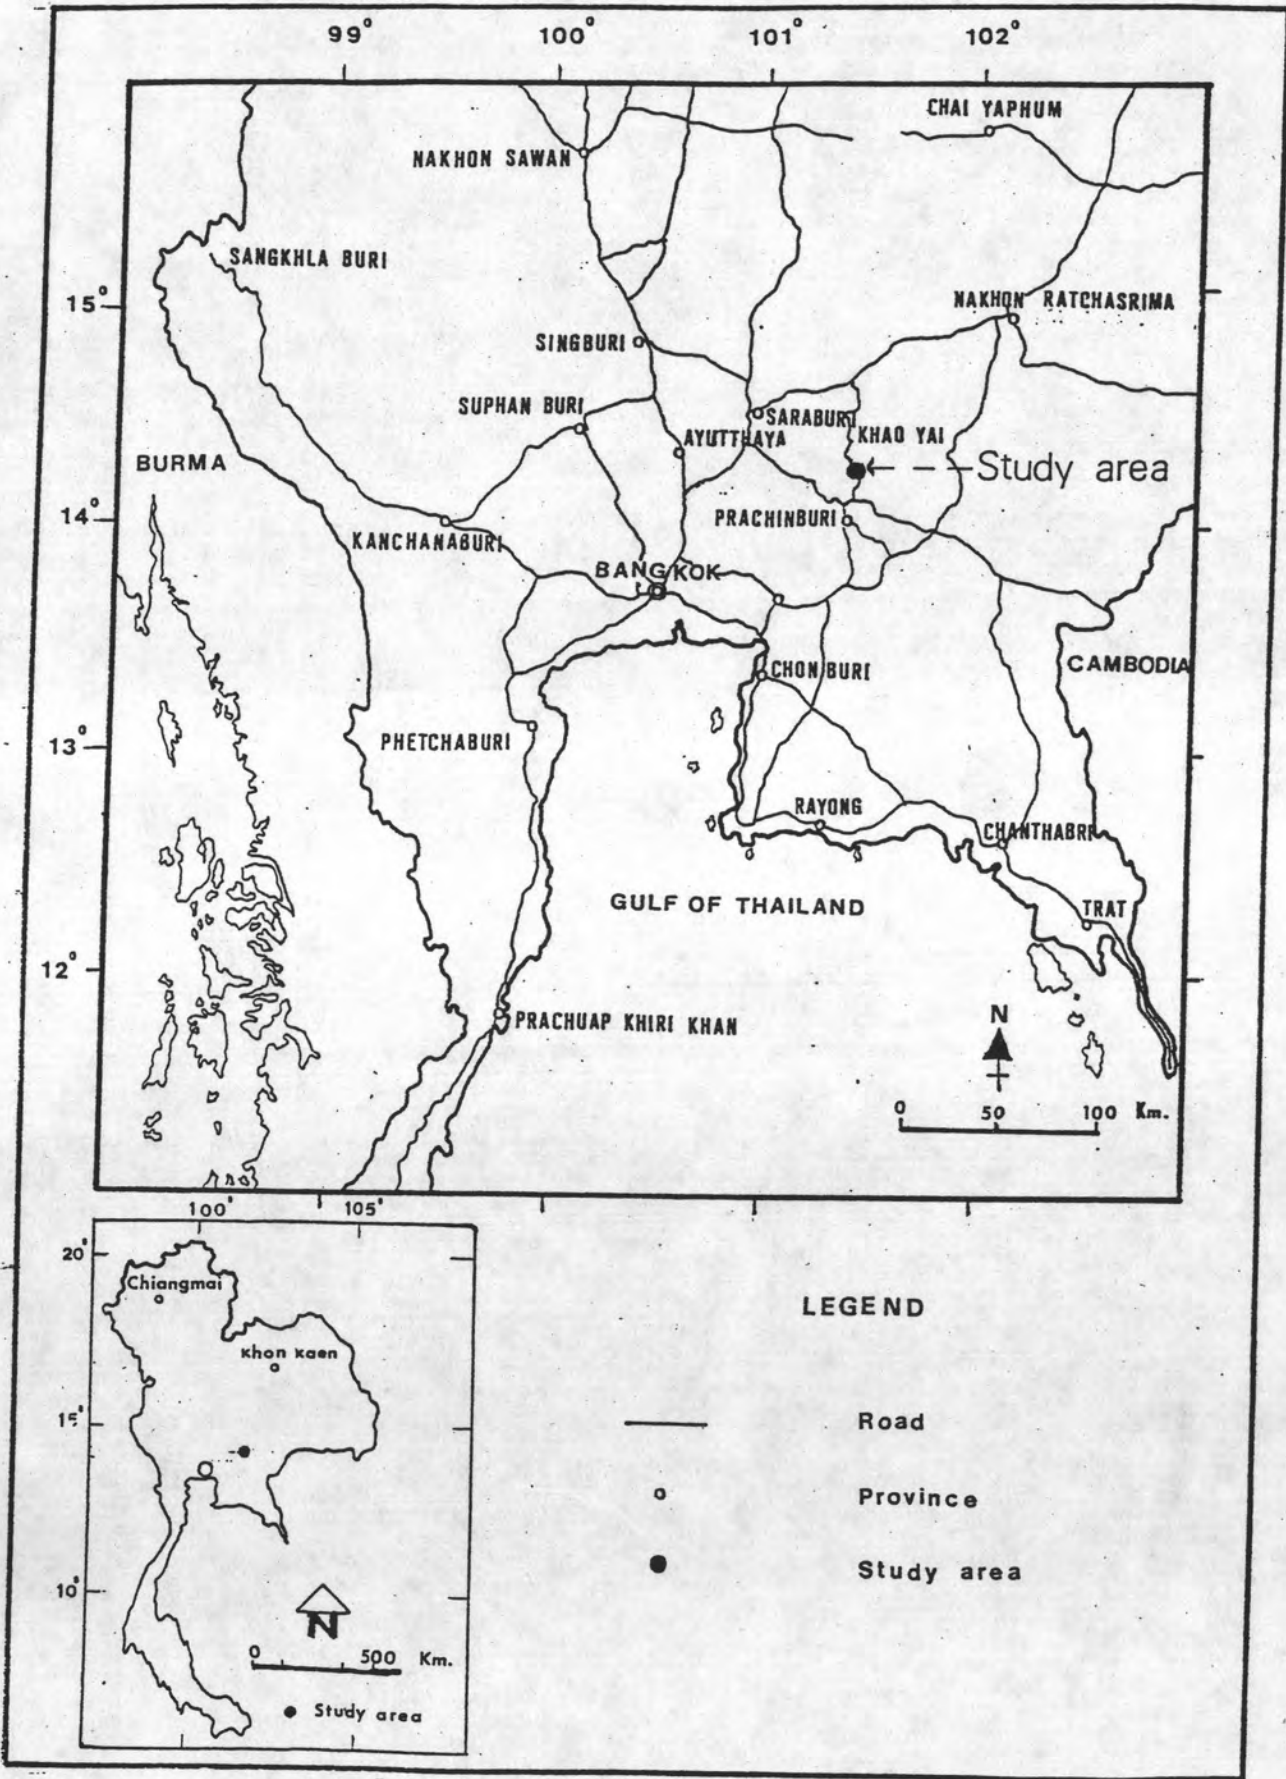 99° 100° 101° 102°
CHAI YAPHUM
NAKHON SAWAN
SANGKHLA BURI
15°
NAKHON RATCHASRIMA
SINGBURI
SUPHAN BURI
SARABURI
AYUTTHAYA
KHAO YAI
BURMA
Study area
14°
PRACHINBURI
KANCHANABURI
BANGKOK
CAMBODIA
CHON BURI
13°
PHETCHABURI
RAYONG
CHANTHABRI
GULF OF THAILAND
TRAT
12°
PRACHUAP KHIRI KHAN
N
0 50 100 Km.
100° 105°
20°
Chiangmai
Khon Kaen
15°
10°
N
0 500 Km.
Study area
LEGEND
Road
Province
Study area